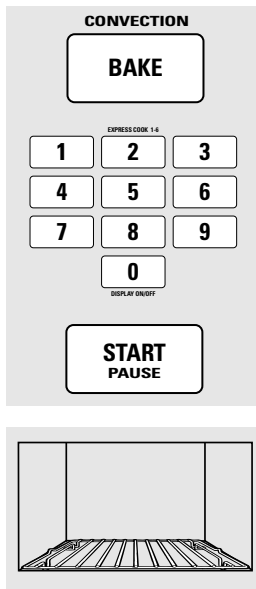 CONVECTION
BAKE
EXPRESS COOK 1-6
1 2 3
4 5 6
7 8 9
0
DISPLAY ON/OFF
START
PAUSE